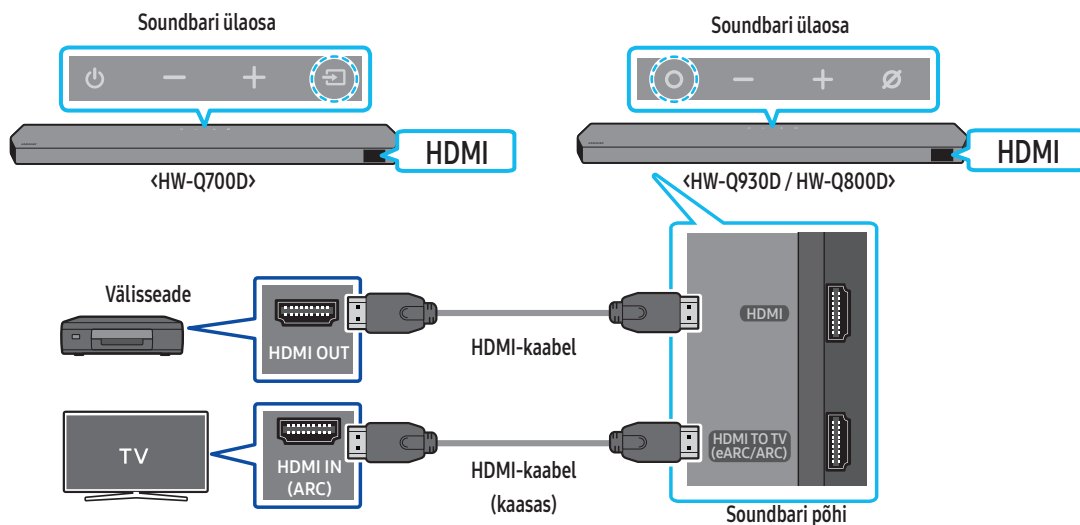 Soundbari ülaosa
Soundbari ülaosa
HDMI
HDMI
<HW-Q700D>
<HW-Q930D / HW-Q800D>
Välisseade
HDMI OUT
HDMI-kaabel
HDMI
TV
HDMI IN
(ARC)
HDMI-kaabel
(kaasas)
HDMI TO TV
(eARC/ARC)
Soundbari põhi